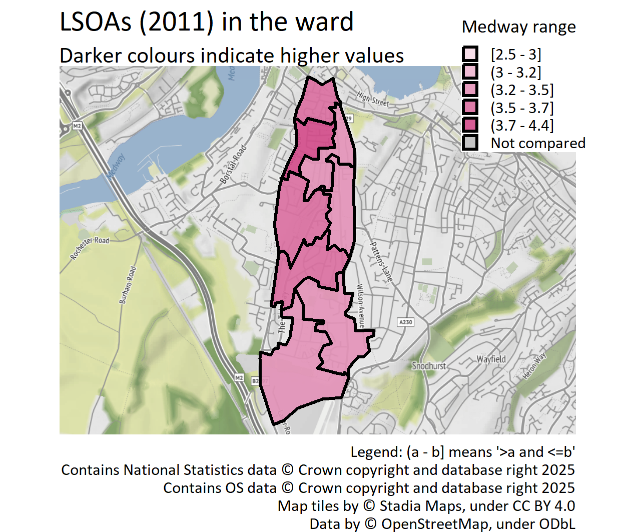 LSOAs (2011) in the ward
Darker colours indicate higher values
Medway range
[2.5 - 3]
(3 - 3.2]
(3.2 - 3.5]
(3.5 - 3.7]
(3.7 - 4.4]
Not compared
High Street
M2
Medway
Borstal Road
Rochester Road
Burham Road
Pattens Lane
Wilson Avenue
The
A230
Wayfield
Snodhurst
M2
Legend: (a - b] means '>a and <=b'
Contains National Statistics data © Crown copyright and database right 2025
Contains OS data © Crown copyright and database right 2025
Map tiles by © Stadia Maps, under CC BY 4.0
Data by © OpenStreetMap, under ODbL